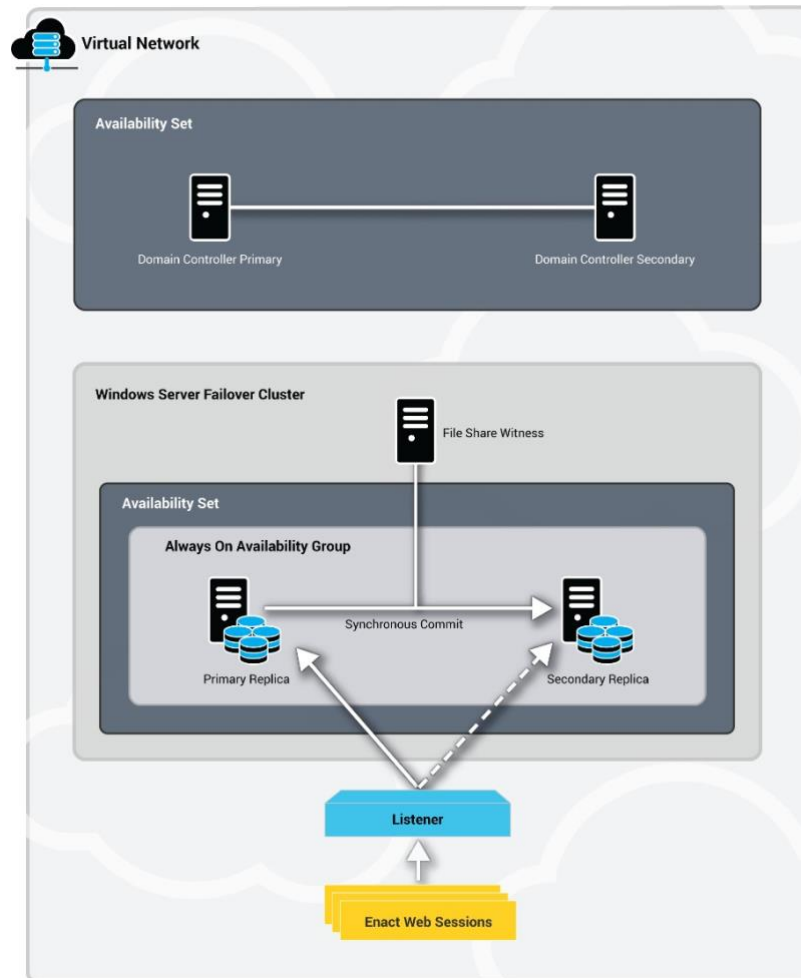 Virtual Network
Availability Set
Domain Controller Primary
Domain Controller Secondary
Windows Server Failover Cluster
File Share Witness
Availability Set
Always On Availability Group
Synchronous Commit
Primary Replica
Secondary Replica
Listener
Enact Web Sessions